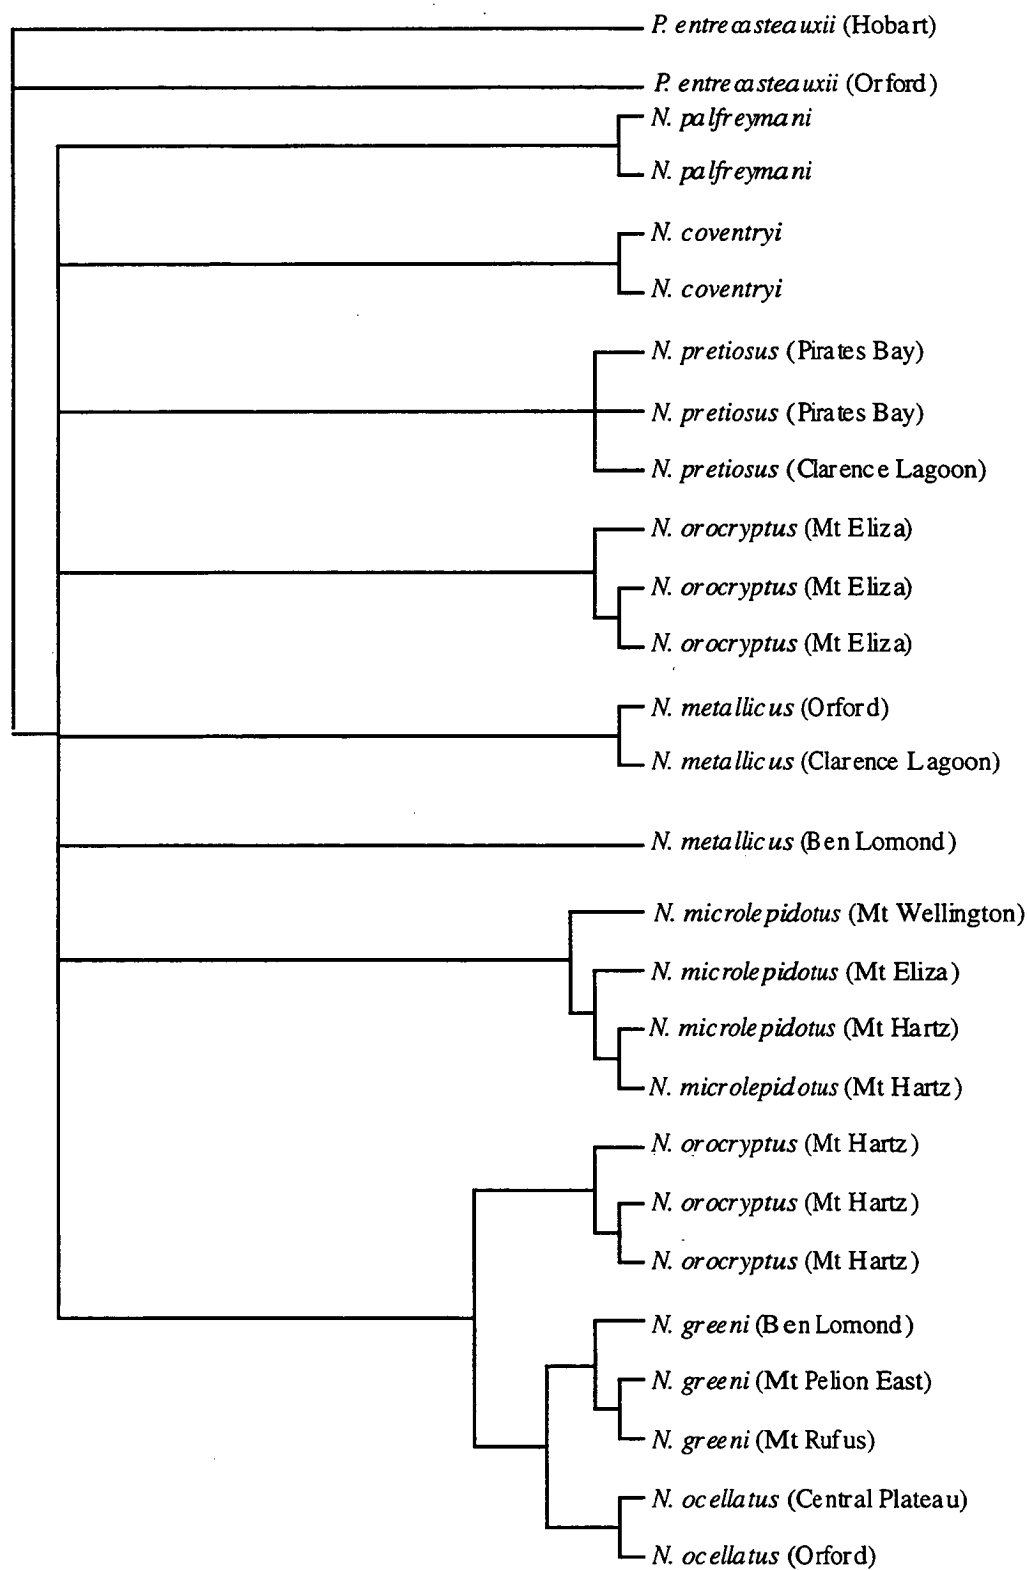 P. entrecasteauxii (Hobart)
P. entrecasteauxii (Orford)
N. palfreymani
N. palfreymani
N. coventryi
N. coventryi
N. pretiosus (Pirates Bay)
N. pretiosus (Pirates Bay)
N. pretiosus (Clarence Lagoon)
N. orocryptus (Mt Eliza)
N. orocryptus (Mt Eliza)
N. orocryptus (Mt Eliza)
N. metallicus (Orford)
N. metallicus (Clarence Lagoon)
N. metallicus (Ben Lomond)
N. microlepidotus (Mt Wellington)
N. microlepidotus (Mt Eliza)
N. microlepidotus (Mt Hartz)
N. microlepidotus (Mt Hartz)
N. orocryptus (Mt Hartz)
N. orocryptus (Mt Hartz)
N. orocryptus (Mt Hartz)
N. greeni (Ben Lomond)
N. greeni (Mt Pelion East)
N. greeni (Mt Rufus)
N. ocellatus (Central Plateau)
N. ocellatus (Orford)